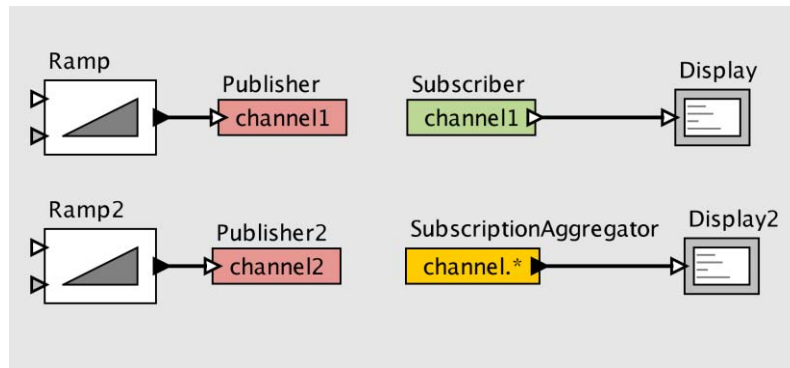 Ramp
Publisher
channel1
Subscriber
channel1
Display
Ramp2
Publisher2
channel2
SubscriptionAggregator
channel.*
Display2